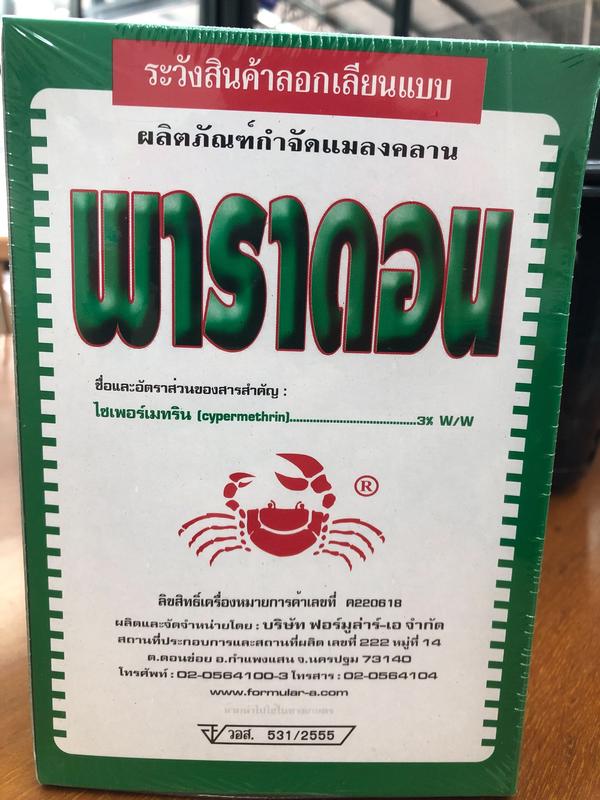 ระวังสินค้าลอกเลียนแบบ
ผลิตภัณฑ์กำจัดแมลงคลาน
พาราดอน
ชื่อและอัตราส่วนของสารสำคัญ :
ไซเพอร์เมทริน (cypermethrin)......................................3% W/W
®
ลิขสิทธิ์เครื่องหมายการค้าเลขที่ ค220618
ผลิตและจัดจำหน่ายโดย : บริษัท ฟอร์มูล่าร์-เอ จำกัด
สถานที่ประกอบการและสถานที่ผลิต เลขที่ 222 หมู่ที่ 14
ต.ดอนข่อย อ.กำแพงแสน จ.นครปฐม 73140
โทรศัพท์ : 02-0564100-3 โทรสาร : 02-0564104
www.formular-a.com
วอส. 531/2555